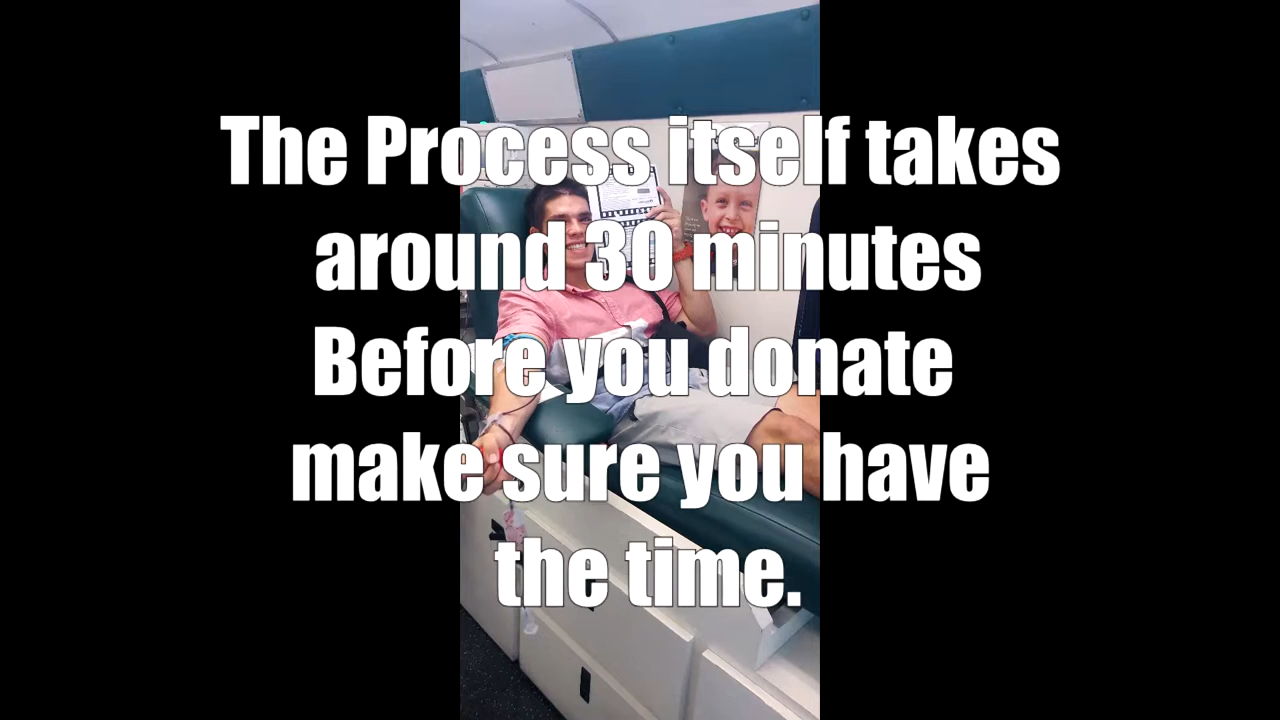 The Process itself takes
around 30 minutes
Before you donate
make sure you have
the time.